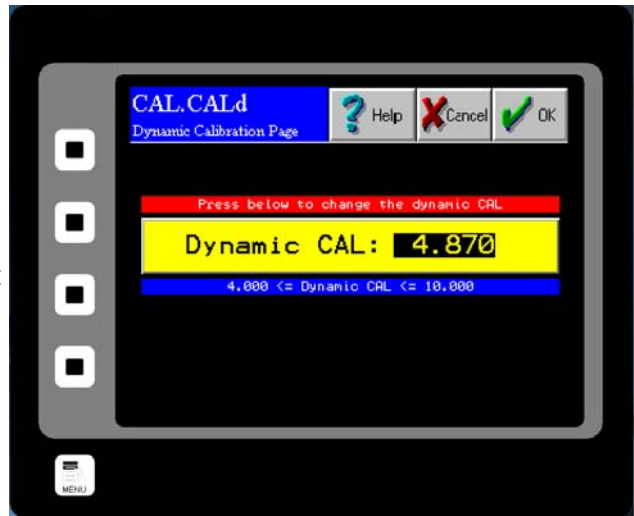 CAL.CALd
Dynamic Calibration Page
Help
Cancel
OK
Press below to change the dynamic CAL
Dynamic CAL: 4.870
4.000 <= Dynamic CAL <= 10.000
MENU